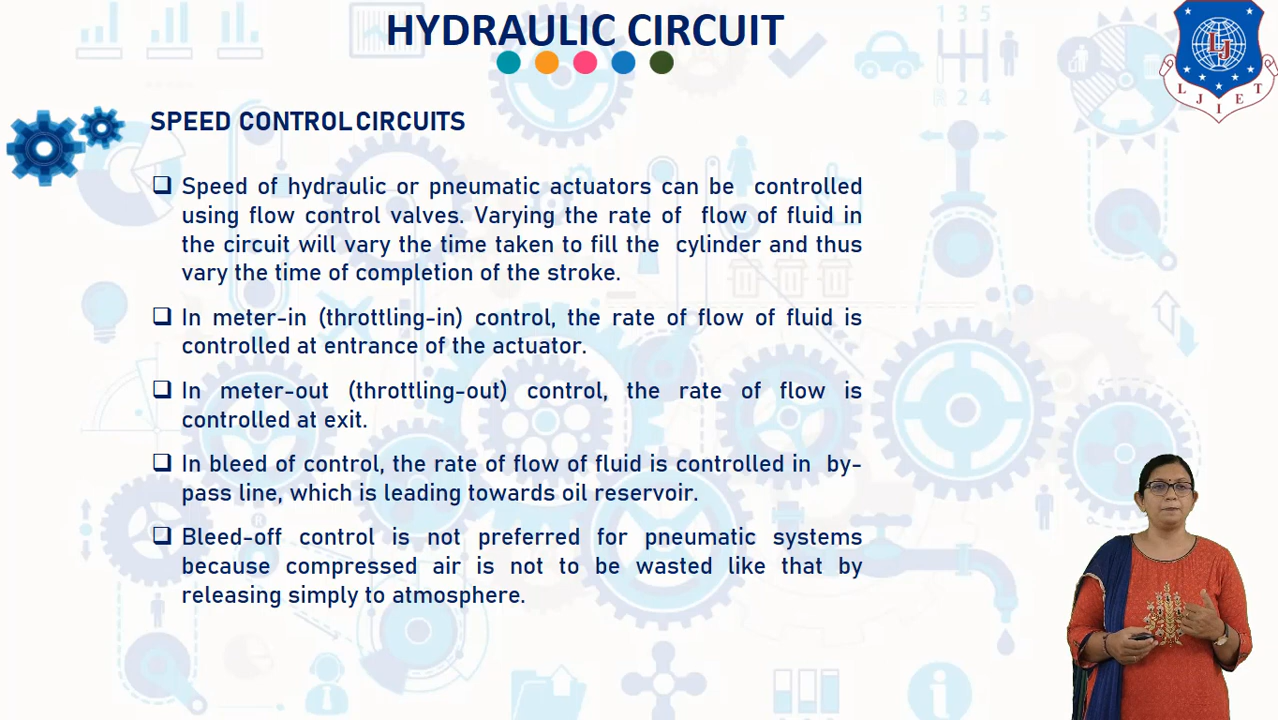 HYDRAULIC CIRCUIT
1 3 5
R 2 4
LJ
L J I E T
SPEED CONTROL CIRCUITS
❑ Speed of hydraulic or pneumatic actuators can be controlled
using flow control valves. Varying the rate of flow of fluid in
the circuit will vary the time taken to fill the cylinder and thus
vary the time of completion of the stroke.
❑ In meter-in (throttling-in) control, the rate of flow of fluid is
controlled at entrance of the actuator.
❑ In meter-out (throttling-out) control, the rate of flow is
controlled at exit.
❑ In bleed of control, the rate of flow of fluid is controlled in by-
pass line, which is leading towards oil reservoir.
❑ Bleed-off control is not preferred for pneumatic systems
because compressed air is not to be wasted like that by
releasing simply to atmosphere.